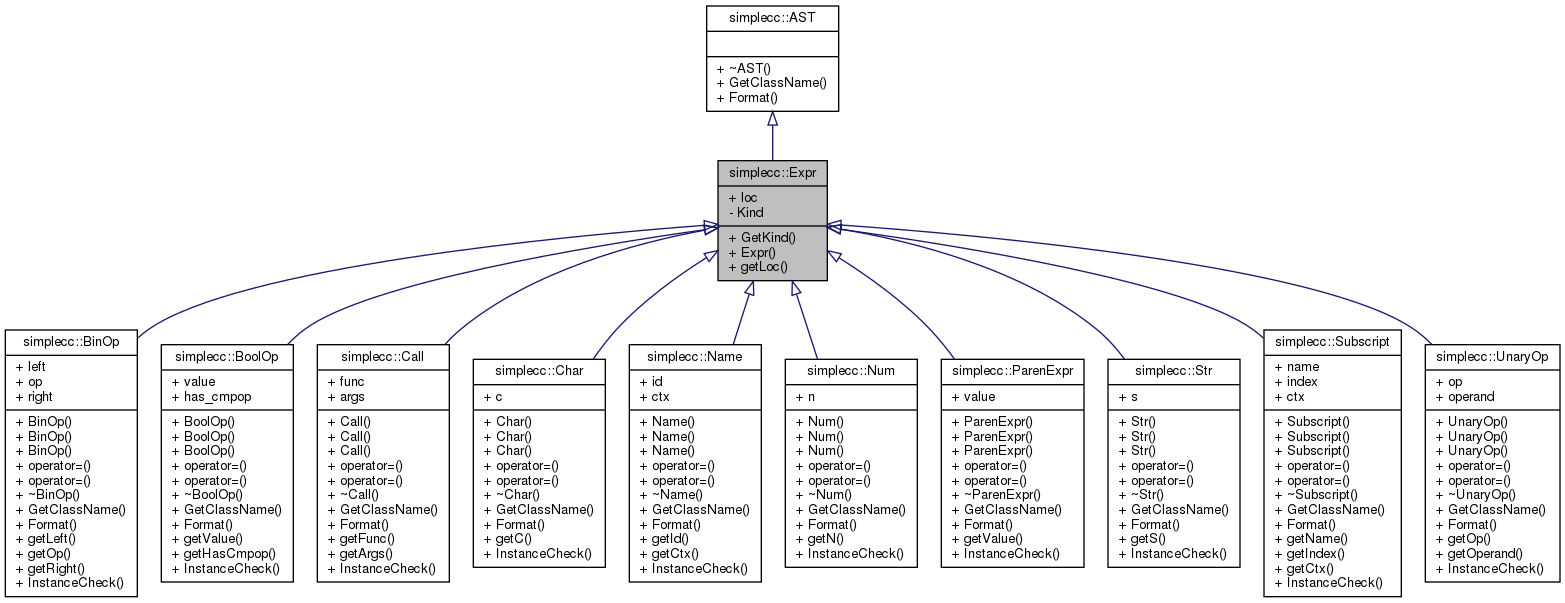 simplecc::AST
+ ~AST()
+ GetClassName()
+ Format()
simplecc::Expr
+ loc
- Kind
+ GetKind()
+ Expr()
+ getLoc()
simplecc::BinOp
+ left
+ op
+ right
+ BinOp()
+ BinOp()
+ BinOp()
+ operator=()
+ operator=()
+ ~BinOp()
+ GetClassName()
+ Format()
+ getLeft()
+ getOp()
+ getRight()
+ InstanceCheck()
simplecc::BoolOp
+ value
+ has_cmpop
+ BoolOp()
+ BoolOp()
+ BoolOp()
+ operator=()
+ operator=()
+ ~BoolOp()
+ GetClassName()
+ Format()
+ getValue()
+ getHasCmpop()
+ InstanceCheck()
simplecc::Call
+ func
+ args
+ Call()
+ Call()
+ Call()
+ operator=()
+ operator=()
+ ~Call()
+ GetClassName()
+ Format()
+ getFunc()
+ getArgs()
+ InstanceCheck()
simplecc::Char
+ c
+ Char()
+ Char()
+ Char()
+ operator=()
+ operator=()
+ ~Char()
+ GetClassName()
+ Format()
+ getC()
+ InstanceCheck()
simplecc::Name
+ id
+ ctx
+ Name()
+ Name()
+ Name()
+ operator=()
+ operator=()
+ ~Name()
+ GetClassName()
+ Format()
+ getId()
+ getCtx()
+ InstanceCheck()
simplecc::Num
+ n
+ Num()
+ Num()
+ Num()
+ operator=()
+ operator=()
+ ~Num()
+ GetClassName()
+ Format()
+ getN()
+ InstanceCheck()
simplecc::ParenExpr
+ value
+ ParenExpr()
+ ParenExpr()
+ ParenExpr()
+ operator=()
+ operator=()
+ ~ParenExpr()
+ GetClassName()
+ Format()
+ getValue()
+ InstanceCheck()
simplecc::Str
+ s
+ Str()
+ Str()
+ Str()
+ operator=()
+ operator=()
+ ~Str()
+ GetClassName()
+ Format()
+ getS()
+ InstanceCheck()
simplecc::Subscript
+ name
+ index
+ ctx
+ Subscript()
+ Subscript()
+ Subscript()
+ operator=()
+ operator=()
+ ~Subscript()
+ GetClassName()
+ Format()
+ getName()
+ getIndex()
+ getCtx()
+ InstanceCheck()
simplecc::UnaryOp
+ op
+ operand
+ UnaryOp()
+ UnaryOp()
+ UnaryOp()
+ operator=()
+ operator=()
+ ~UnaryOp()
+ GetClassName()
+ Format()
+ getOp()
+ getOperand()
+ InstanceCheck()